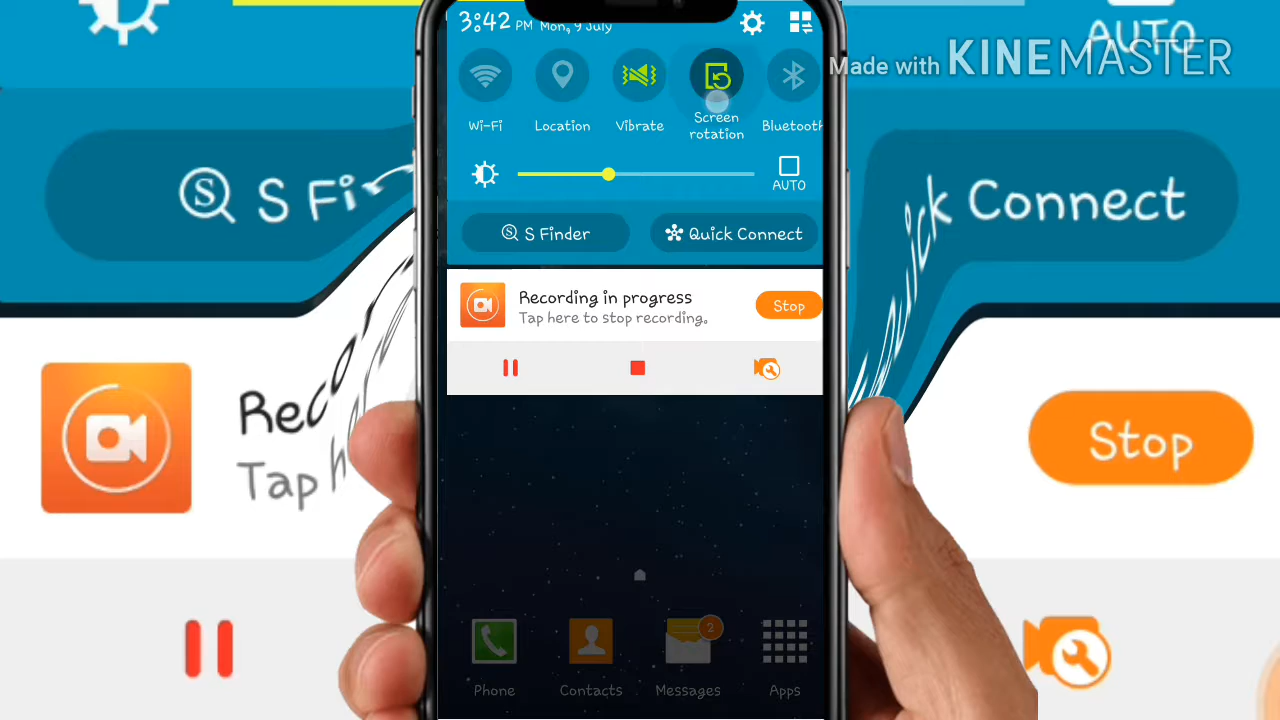 3:42 PM Mon, 9 July
AUTO
Made with KINEMASTER
Wi-Fi
Location
Vibrate
Screen rotation
Bluetooth
AUTO
S Finder
Quick Connect
S Fi
uick Connect
Recording in progress
Tap here to stop recording.
Stop
Reco
Tap h
Stop
2
Phone
Contacts
Messages
Apps